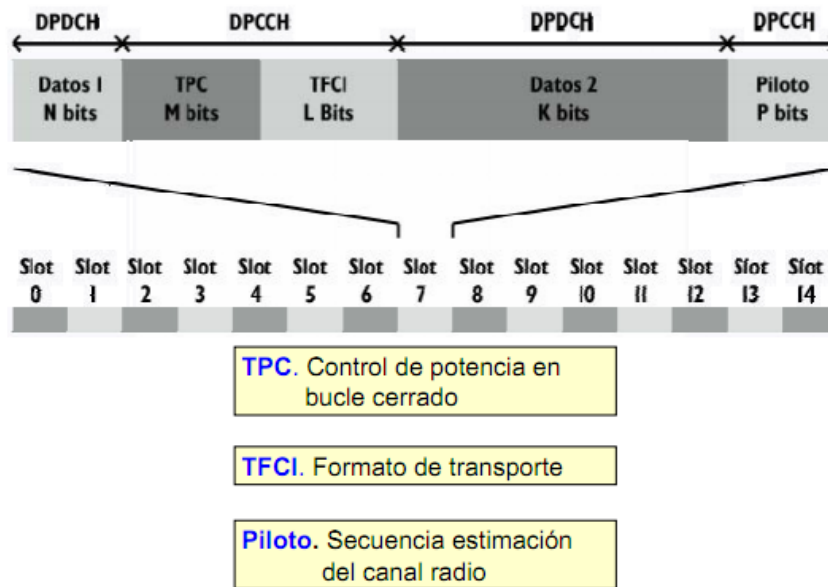 DPDCH DPCCH DPDCH DPCCH
Datos 1 TPC TFCI Datos 2 Piloto
N bits M bits L Bits K bits P bits
Slot Slot Slot Slot Slot Slot Slot Slot Slot Slot Slot Slot Slot Slot Slot
0 1 2 3 4 5 6 7 8 9 10 11 12 13 14
TPC. Control de potencia en
bucle cerrado
TFCI. Formato de transporte
Piloto. Secuencia estimación
del canal radio